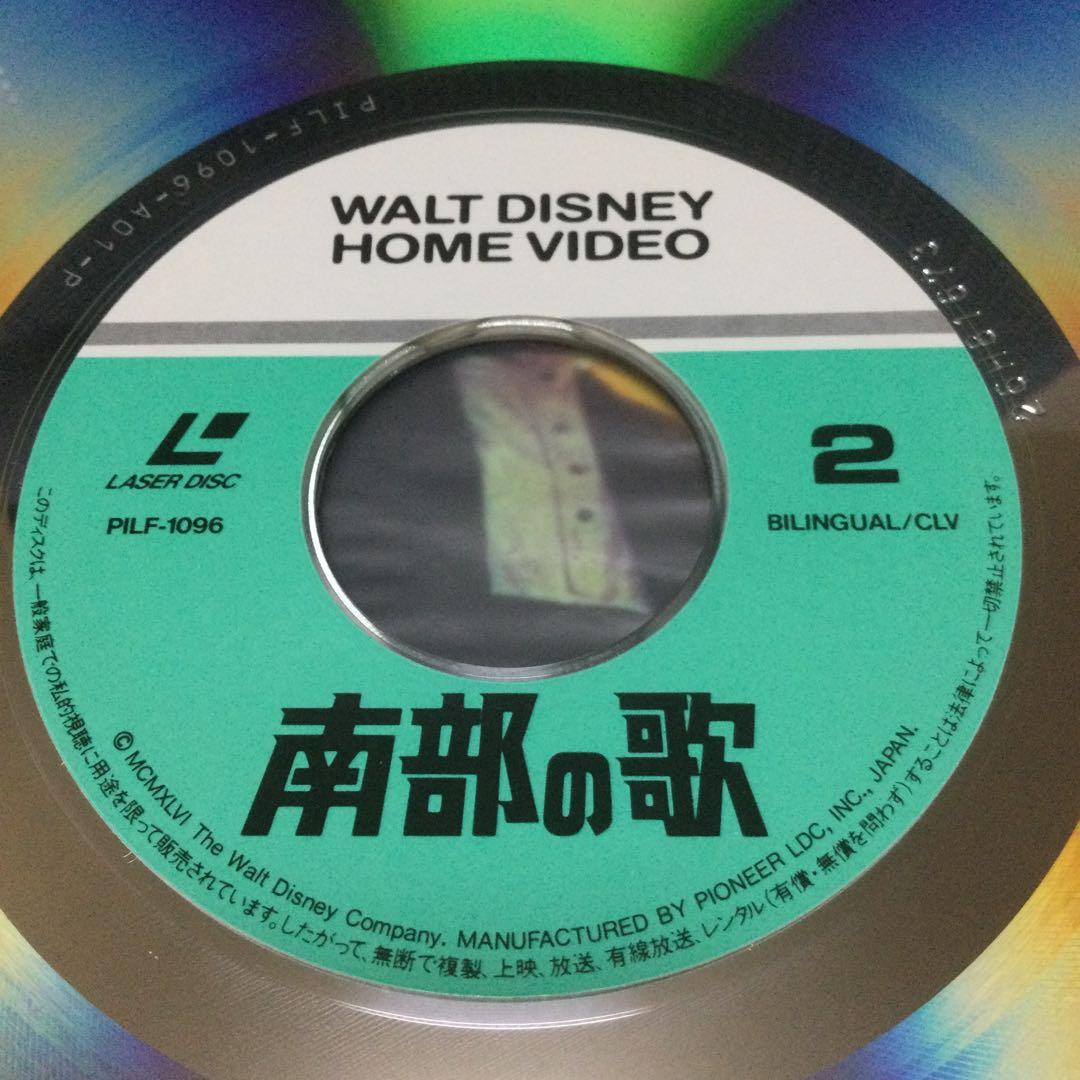 PILF-1096-A01-P
WALT DISNEY
HOME VIDEO
LASER DISC
PILF-1096
2
BILINGUAL/CLV
南部の歌
© MCMXLVI The Walt Disney Company. MANUFACTURED BY PIONEER LDC, INC., JAPAN.
このディスクは、一般家庭での私的視聴に用途を限って販売されています。したがって、無断で複製、上映、放送、有線放送、レンタル(有償・無償を問わず)することは法律によって一切禁止されています。